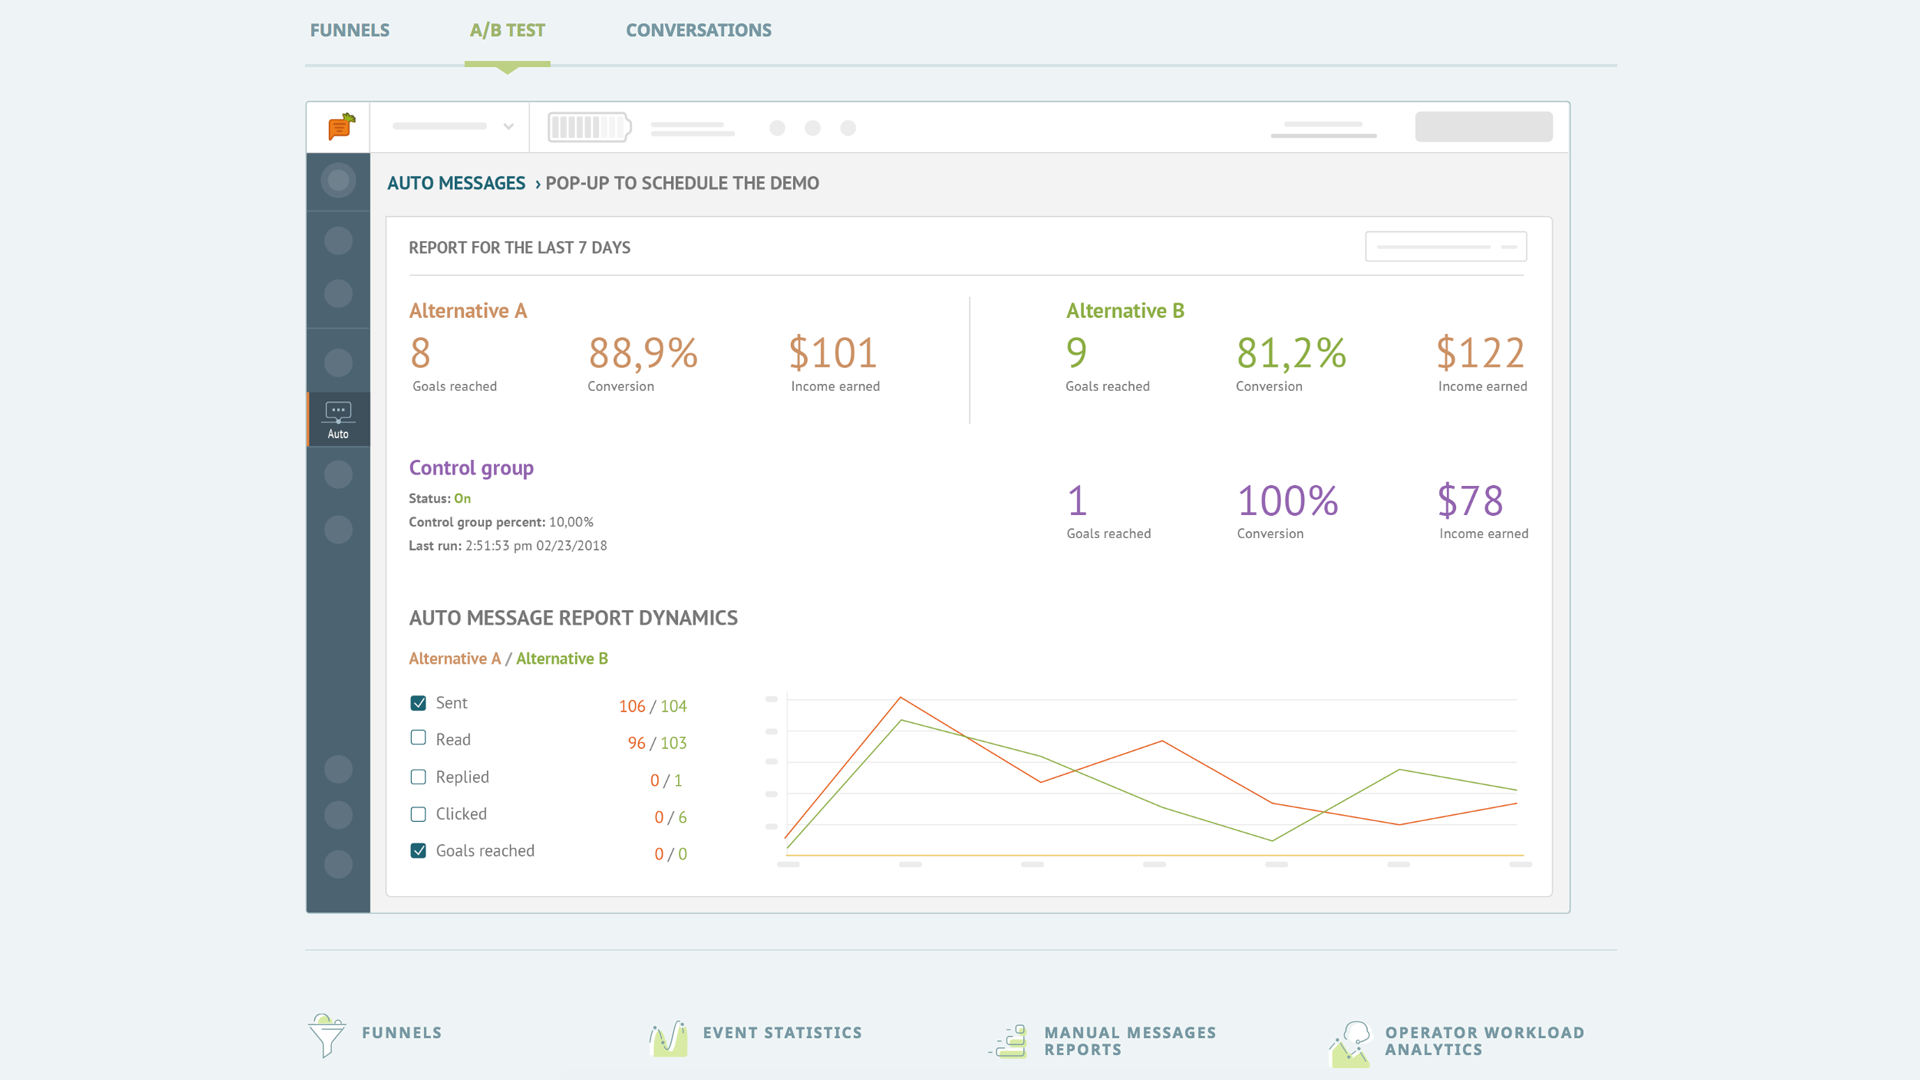 FUNNELS
A/B TEST
CONVERSATIONS
AUTO MESSAGES › POP-UP TO SCHEDULE THE DEMO
REPORT FOR THE LAST 7 DAYS
Alternative A
8
88,9%
$101
Goals reached
Conversion
Income earned
Alternative B
9
81,2%
$122
Goals reached
Conversion
Income earned
Auto
Control group
Status: On
Control group percent: 10,00%
Last run: 2:51:53 pm 02/23/2018
1
100%
$78
Goals reached
Conversion
Income earned
AUTO MESSAGE REPORT DYNAMICS
Alternative A / Alternative B
Sent 106 / 104
Read 96 / 103
Replied 0 / 1
Clicked 0 / 6
Goals reached 0 / 0
FUNNELS
EVENT STATISTICS
MANUAL MESSAGES
REPORTS
OPERATOR WORKLOAD
ANALYTICS